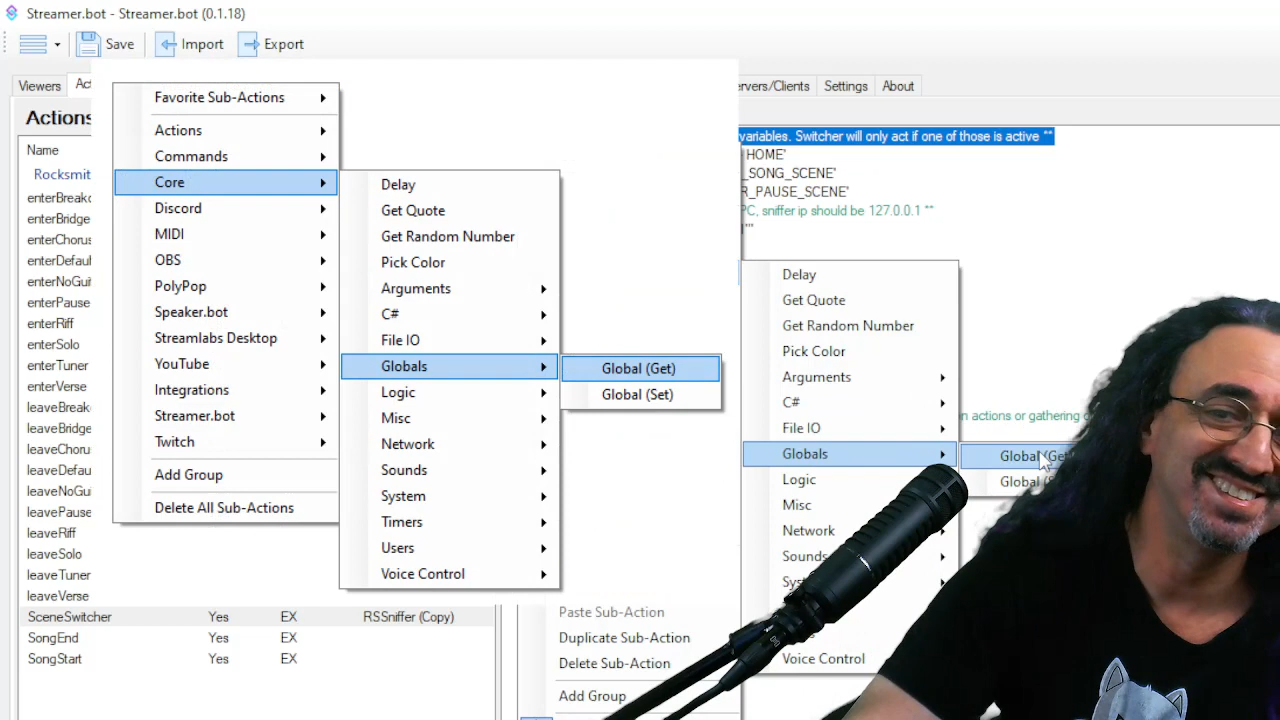 Streamer.bot - Streamer.bot (0.1.18)
Save Import Export
Viewers
ervers/Clients Settings About
Actions
Name
Rocksmit
enterBreak
enterBridge
enterChorus
enterDefaul
enterNoGui
enterPause
enterRiff
enterSolo
enterTuner
enterVerse
leaveBreak
leaveBridge
leaveChoru
leaveDefau
leaveNoGu
leavePause
leaveRiff
leaveSolo
leaveTuner
leaveVerse
SceneSwitcher Yes EX RSSniffer (Copy)
SongEnd Yes EX
SongStart Yes EX
Favorite Sub-Actions
Actions
Commands
Core
Discord
MIDI
OBS
PolyPop
Speaker.bot
Streamlabs Desktop
YouTube
Integrations
Streamer.bot
Twitch
Add Group
Delete All Sub-Actions
Delay
Get Quote
Get Random Number
Pick Color
Arguments
C#
File IO
Globals
Logic
Misc
Network
Sounds
System
Timers
Users
Voice Control
Global (Get)
Global (Set)
variables. Switcher will only act if one of those is active **
HOME'
_SONG_SCENE'
R_PAUSE_SCENE'
PC, sniffer ip should be 127.0.0.1 **
Delay
Get Quote
Get Random Number
Pick Color
Arguments
C#
File IO
Globals
Logic
Misc
Network
Sounds
Voice Control
Global (Get
Global
on actions or gathering
Paste Sub-Action
Duplicate Sub-Action
Delete Sub-Action
Add Group